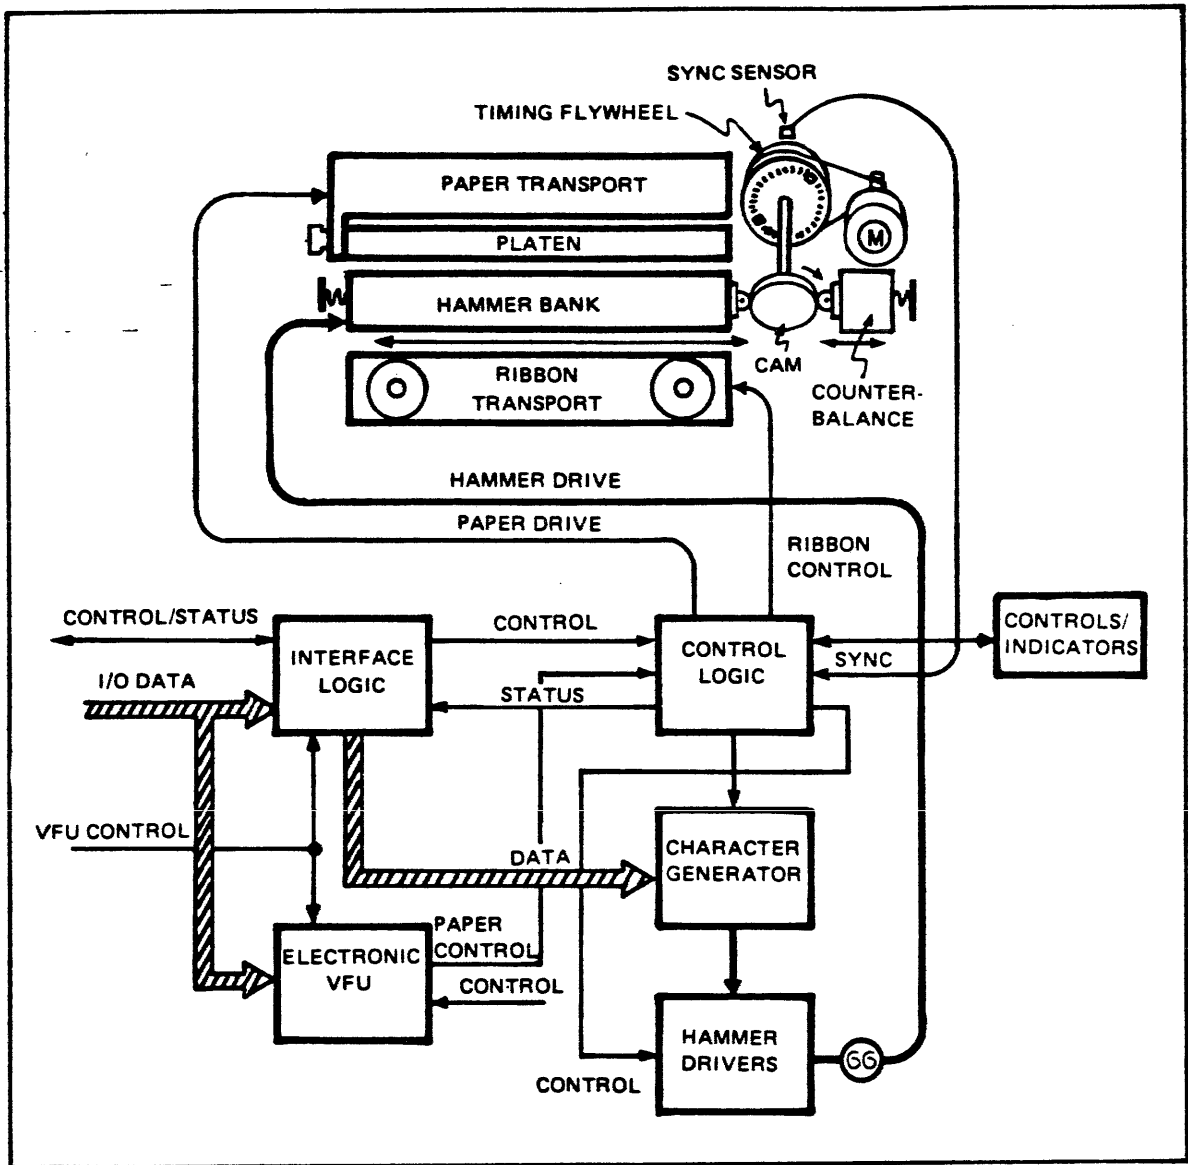 SYNC SENSOR
TIMING FLYWHEEL
PAPER TRANSPORT
PLATEN
M
HAMMER BANK
CAM
RIBBON
TRANSPORT
COUNTER-
BALANCE
HAMMER DRIVE
PAPER DRIVE
RIBBON
CONTROL
CONTROL/STATUS
INTERFACE
LOGIC
CONTROL
CONTROL
LOGIC
CONTROLS/
INDICATORS
SYNC
I/O DATA
STATUS
VFU CONTROL
DATA
CHARACTER
GENERATOR
PAPER
CONTROL
ELECTRONIC
VFU
CONTROL
HAMMER
DRIVERS
66
CONTROL